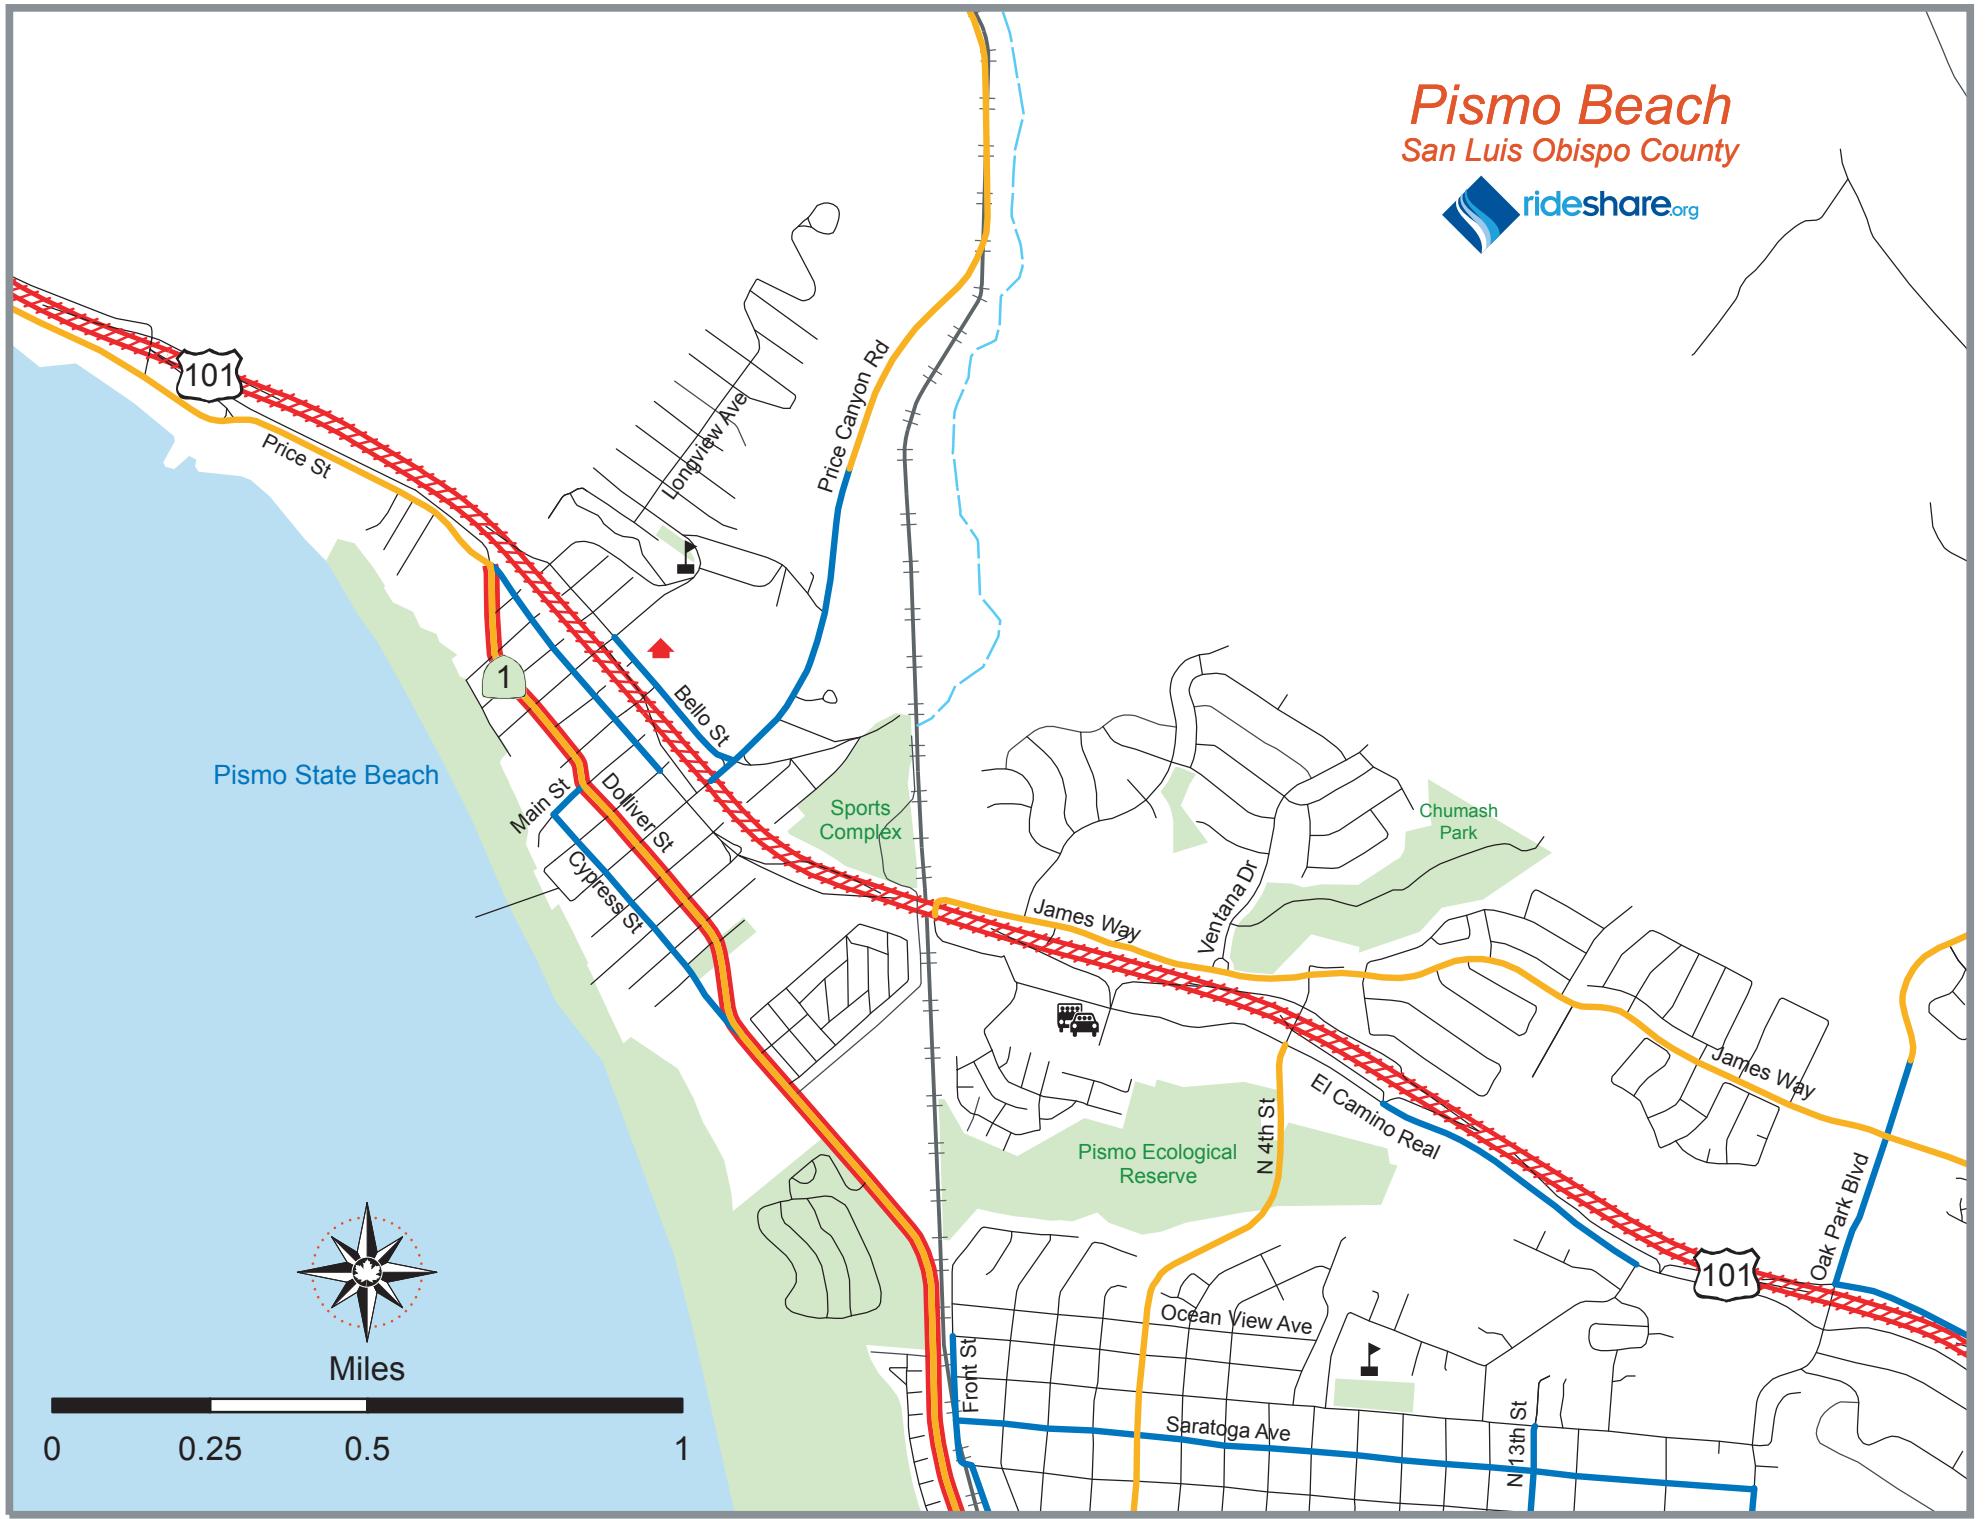 Pismo Beach
San Luis Obispo County
rideshare.org
101
Price St
Longview Ave
Price Canyon Rd
1
Bello St
Pismo State Beach
Main St
Dolliver St
Cypress St
Sports
Complex
Chumash
Park
Ventana Dr
James Way
James Way
El Camino Real
N 4th St
Pismo Ecological
Reserve
Oak Park Blvd
101
Ocean View Ave
Front St
Saratoga Ave
N 13th St
Miles
0 0.25 0.5 1